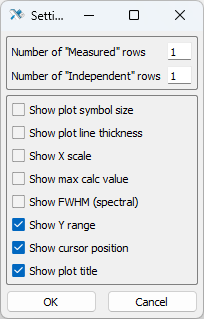 Setti...
Number of "Measured" rows 1
Number of "Independent" rows 1
Show plot symbol size
Show plot line thickness
Show X scale
Show max calc value
Show FWHM (spectral)
Show Y range
Show cursor position
Show plot title
OK Cancel